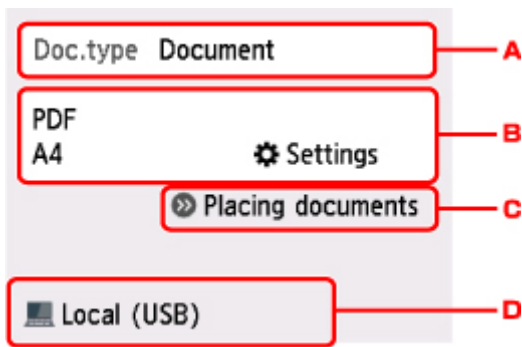 Doc.type Document A
PDF
A4 Settings B
Placing documents C
Local (USB) D